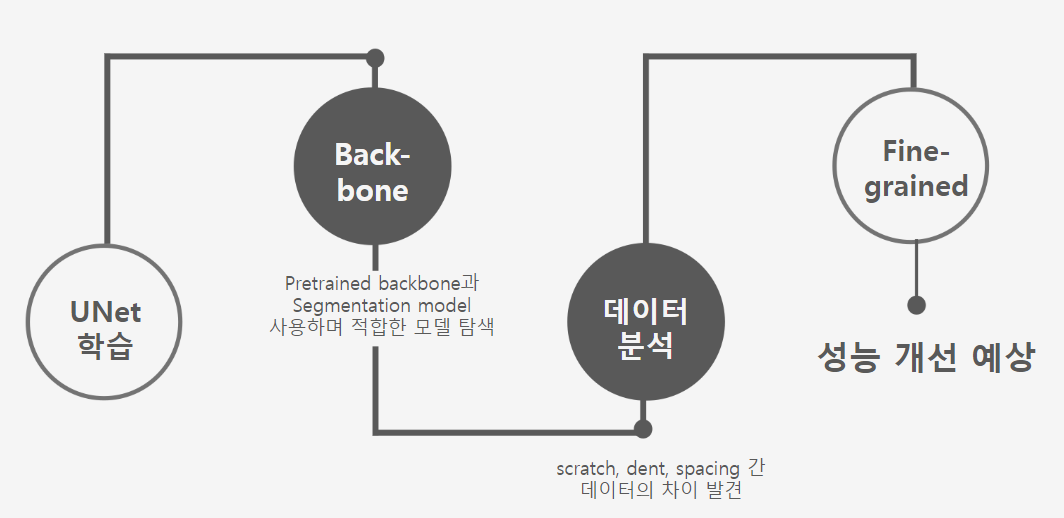 UNet
학습
Back-
bone
Pretrained backbone과
Segmentation model
사용하며 적합한 모델 탐색
데이터
분석
scratch, dent, spacing 간
데이터의 차이 발견
Fine-
grained
성능 개선 예상